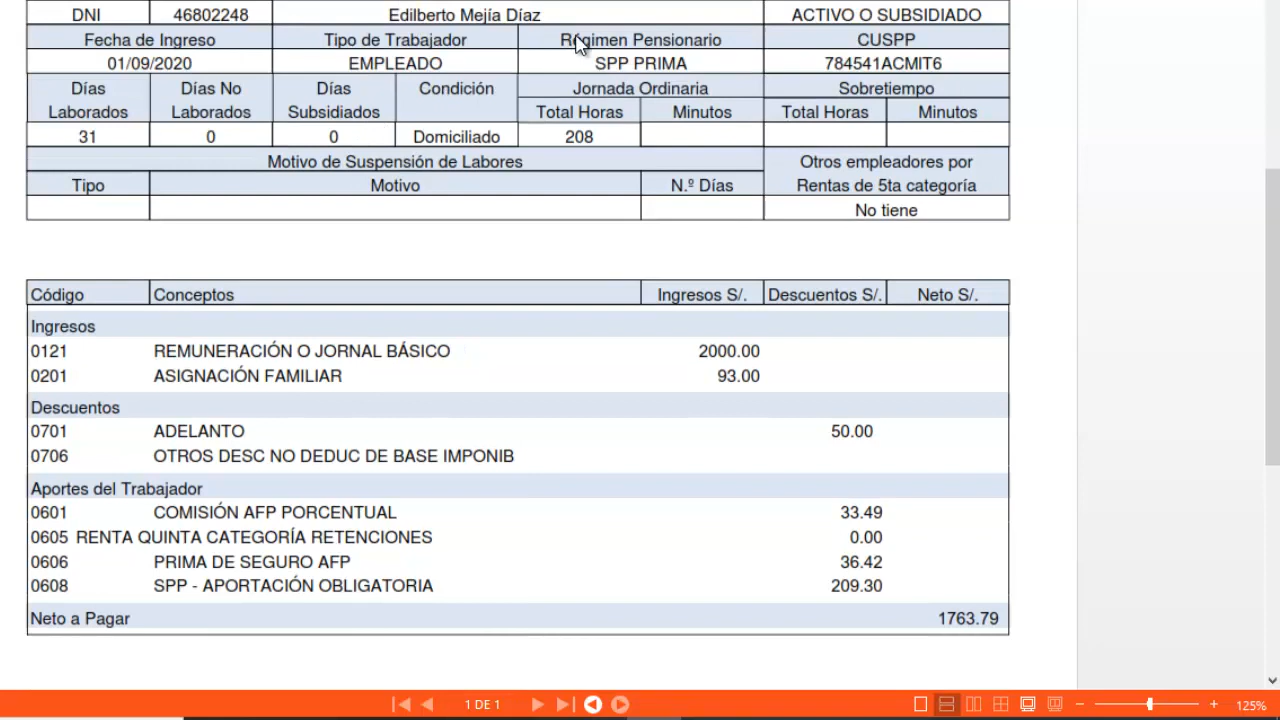 DNI 46802248 Edilberto Mejía Díaz ACTIVO O SUBSIDIADO
Fecha de Ingreso Tipo de Trabajador Régimen Pensionario CUSPP
01/09/2020 EMPLEADO SPP PRIMA 784541ACMIT6
Días Días No Días Condición Jornada Ordinaria Sobretiempo
Laborados Laborados Subsidiados Total Horas Minutos Total Horas Minutos
31 0 0 Domiciliado 208
Motivo de Suspensión de Labores Otros empleadores por
Tipo Motivo N.º Días Rentas de 5ta categoría
No tiene
Código Conceptos Ingresos S/. Descuentos S/. Neto S/.
Ingresos
0121 REMUNERACIÓN O JORNAL BÁSICO 2000.00
0201 ASIGNACIÓN FAMILIAR 93.00
Descuentos
0701 ADELANTO 50.00
0706 OTROS DESC NO DEDUC DE BASE IMPONIB
Aportes del Trabajador
0601 COMISIÓN AFP PORCENTUAL 33.49
0605 RENTA QUINTA CATEGORÍA RETENCIONES 0.00
0606 PRIMA DE SEGURO AFP 36.42
0608 SPP - APORTACIÓN OBLIGATORIA 209.30
Neto a Pagar 1763.79
1 DE 1 125%